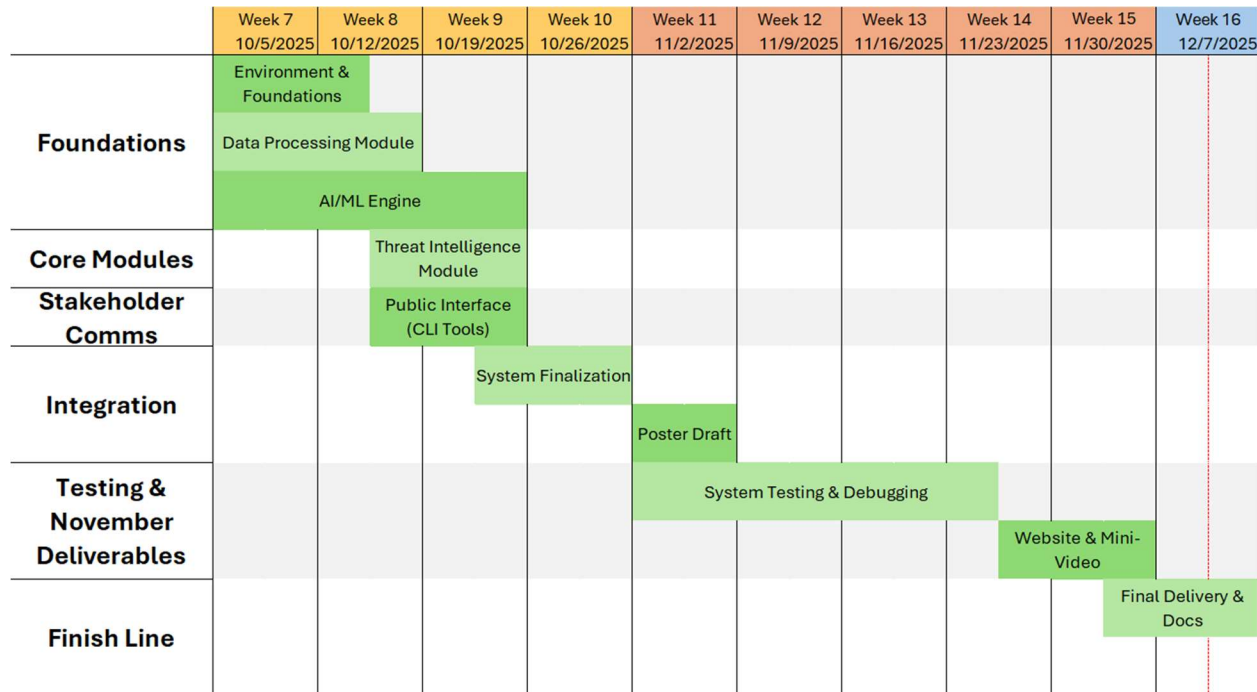 Week 7 Week 8 Week 9 Week 10 Week 11 Week 12 Week 13 Week 14 Week 15 Week 16
10/5/2025 10/12/2025 10/19/2025 10/26/2025 11/2/2025 11/9/2025 11/16/2025 11/23/2025 11/30/2025 12/7/2025
Foundations
Environment &
Foundations
Data Processing Module
AI/ML Engine
Core Modules
Threat Intelligence
Module
Stakeholder
Comms
Public Interface
(CLI Tools)
Integration
System Finalization
Poster Draft
Testing &
November
Deliverables
System Testing & Debugging
Website & Mini-
Video
Finish Line
Final Delivery &
Docs